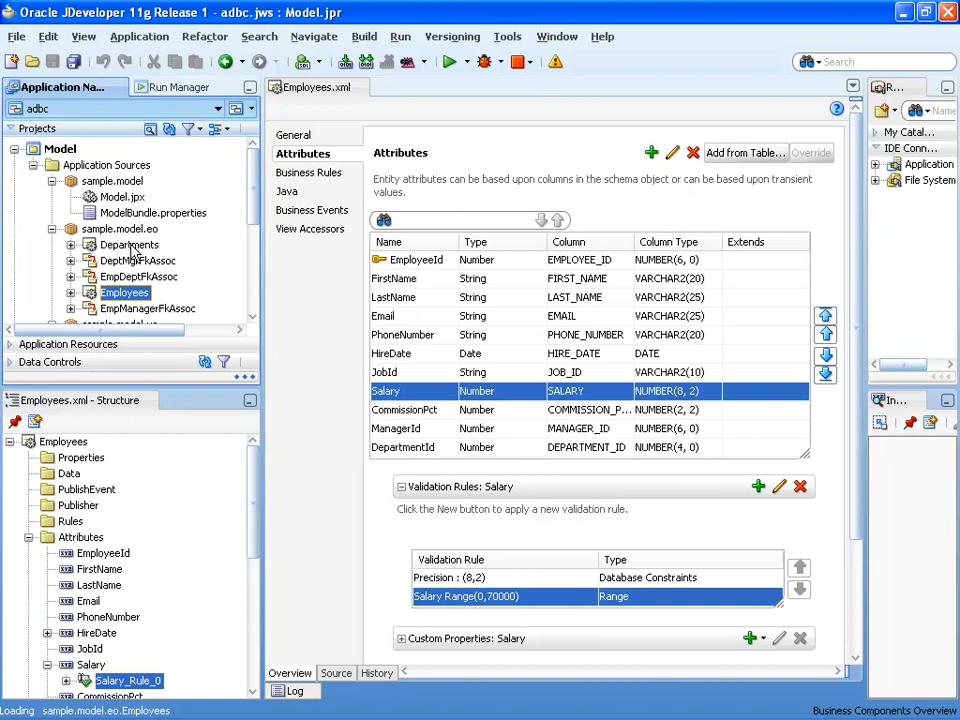 Oracle JDeveloper 11g Release 1 - adbc.jws : Model.jpr
File Edit View Application Refactor Search Navigate Build Run Versioning Tools Window Help
Search
Application Na...
Run Manager
adbc
Projects
Model
Application Sources
sample.model
Model.jpx
ModelBundle.properties
sample.model.eo
Departments
DeptMgrFkAssoc
EmpDeptFkAssoc
Employees
EmpManagerFkAssoc
Application Resources
Data Controls
Employees.xml - Structure
Employees
Properties
Data
PublishEvent
Publisher
Rules
Attributes
EmployeeId
FirstName
LastName
Email
PhoneNumber
HireDate
JobId
Salary
Salary_Rule_0
CommissionPct
Loading sample.model.eo.Employees
Employees.xml
General
Attributes
Business Rules
Java
Business Events
View Accessors
Attributes
Add from Table...
Override
Entity attributes can be based upon columns in the schema object or can be based upon transient
values.
Name Type Column Column Type Extends
EmployeeId Number EMPLOYEE_ID NUMBER(6, 0)
FirstName String FIRST_NAME VARCHAR2(20)
LastName String LAST_NAME VARCHAR2(25)
Email String EMAIL VARCHAR2(25)
PhoneNumber String PHONE_NUMBER VARCHAR2(20)
HireDate Date HIRE_DATE DATE
JobId String JOB_ID VARCHAR2(10)
Salary Number SALARY NUMBER(8, 2)
CommissionPct Number COMMISSION_P... NUMBER(2, 2)
ManagerId Number MANAGER_ID NUMBER(6, 0)
DepartmentId Number DEPARTMENT_ID NUMBER(4, 0)
Validation Rules: Salary
Click the New button to apply a new validation rule.
Validation Rule Type
Precision : (8,2) Database Constraints
Salary Range(0,70000) Range
Custom Properties: Salary
Overview Source History
Log
R...
Name
My Catal...
IDE Conn...
Application
File System
In...
Business Components Overview